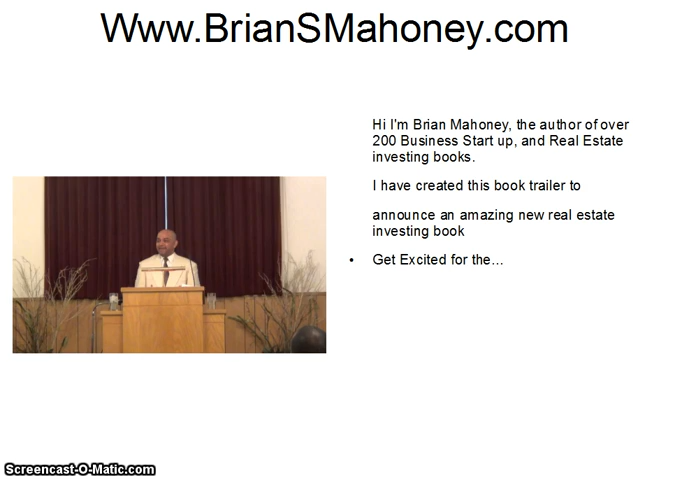 Www.BrianSMahoney.com
Hi I'm Brian Mahoney, the author of over
200 Business Start up, and Real Estate
investing books.
I have created this book trailer to
announce an amazing new real estate
investing book
• Get Excited for the...
Screencast-O-Matic.com